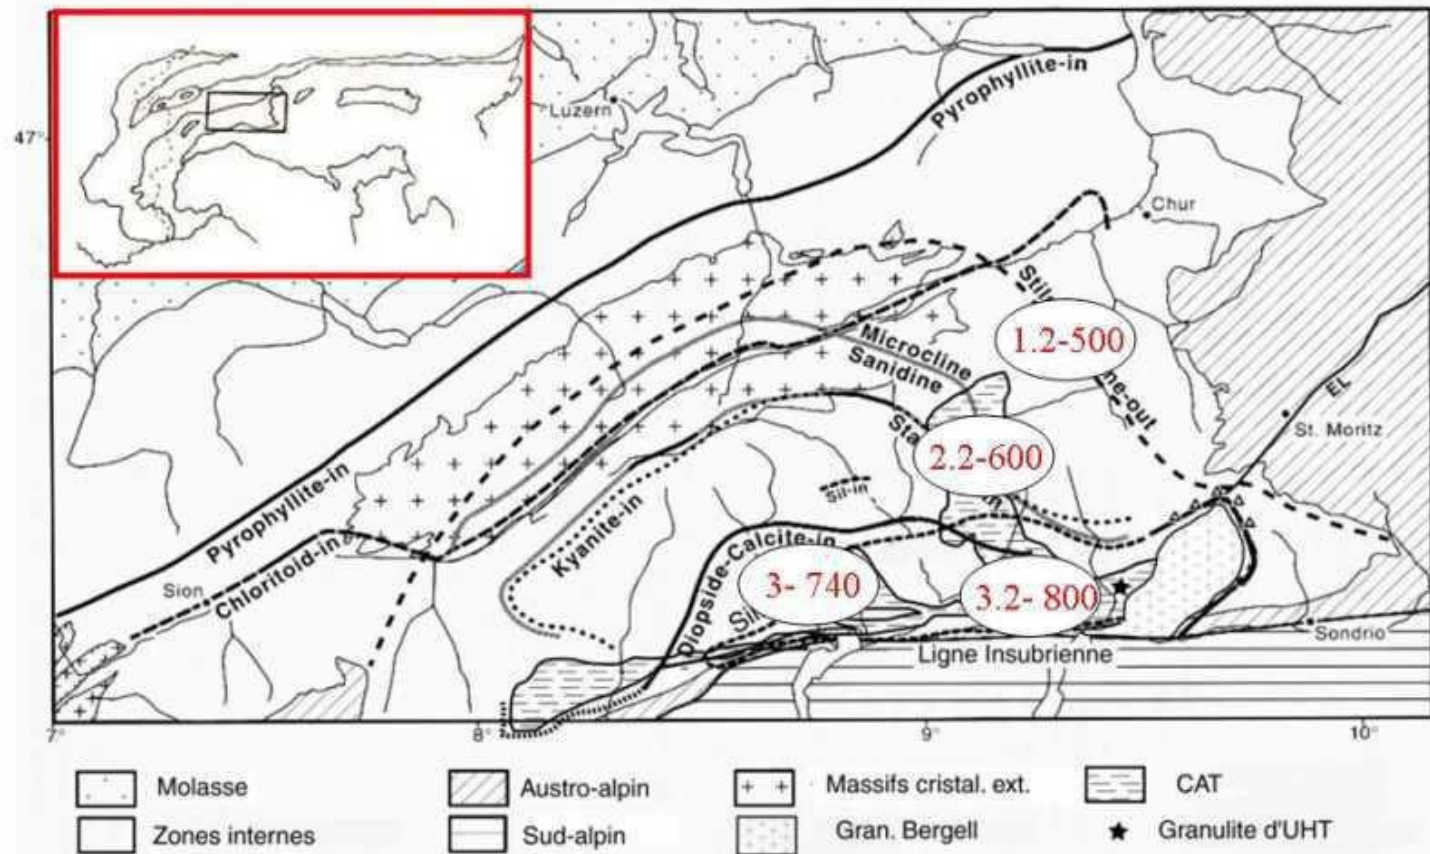 Luzern
47°
Pyrophyllite-in
Chur
Microcline
Sanidine
1.2-500
EL
St. Moritz
2.2-600
Sil-in
Pyrophyllite-in
Kyanite-in
Diopside-Calcite-in
Chloritoid-in
Sion
3- 740
3.2- 800
Sondrio
Ligne Insubrienne
7°
8°
9°
10°
Molasse
Austro-alpin
Massifs cristal. ext.
CAT
Zones internes
Sud-alpin
Gran. Bergell
Granulite d'UHT